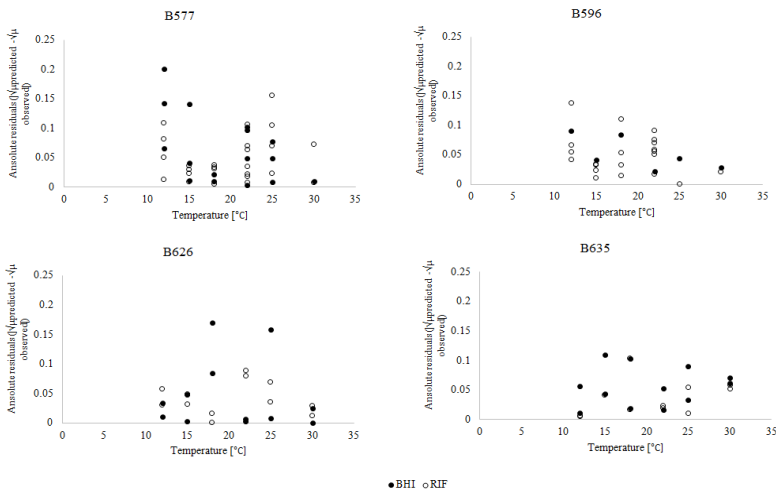 B577
Ansolute residuals (|√μpredicted -√μ
observed)
0.25
0.2
0.15
0.1
0.05
0
0 5 10 15 20 25 30 35
Temperature [°C]
B596
Ansolute residuals (|√μpredicted -√μ
observed)
0.25
0.2
0.15
0.1
0.05
0
0 5 10 15 20 25 30 35
Temperature [°C]
B626
Ansolute residuals (|√μpredicted -√μ
observed)
0.25
0.2
0.15
0.1
0.05
0
0 5 10 15 20 25 30 35
Temperature [°C]
B635
Ansolute residuals (|√μpredicted -√μ
observed)
0.25
0.2
0.15
0.1
0.05
0
0 5 10 15 20 25 30 35
Temperature [°C]
BHI RIF